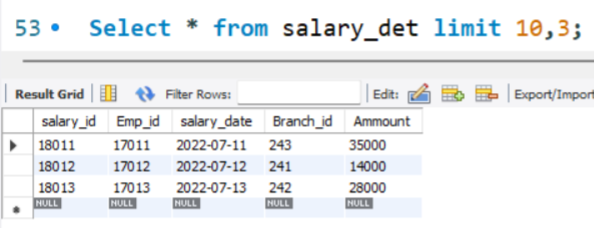 53 Select * from salary_det limit 10,3;
Result Grid Filter Rows: Edit: Export/Import
salary_id Emp_id salary_date Branch_id Ammount
18011 17011 2022-07-11 243 35000
18012 17012 2022-07-12 241 14000
18013 17013 2022-07-13 242 28000
NULL NULL NULL NULL NULL